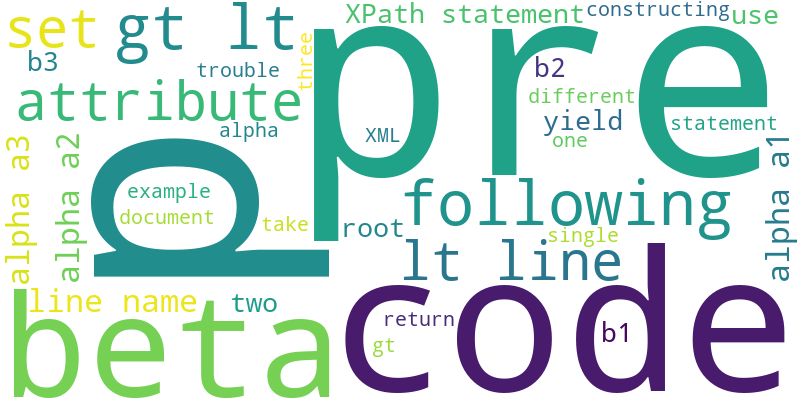 set
gt lt
XPath statement
constructing
use
b3
trouble
three
pre
b2
attribute
different
alpha
XML
yield
statement
one
alpha a3
alpha a2
p
example
document
take
root
following
single
alpha a1
lt line
line name
two
beta
code
return
gt
b1